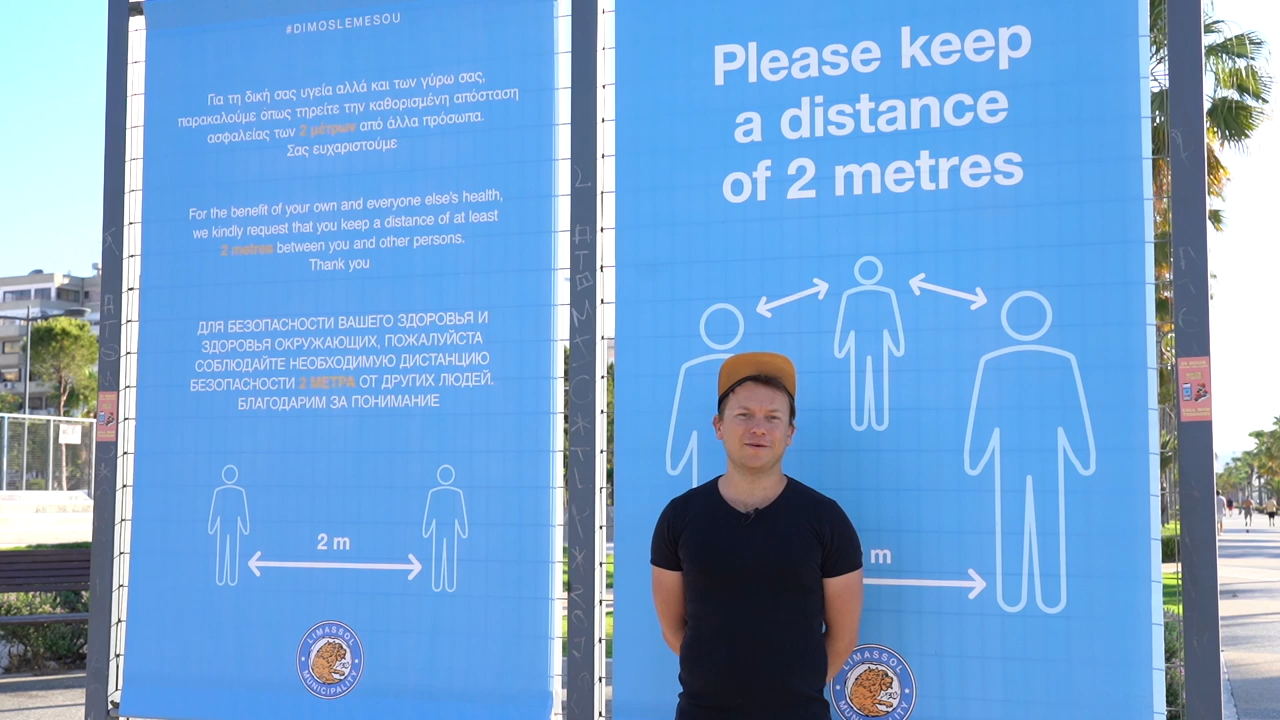 #DIMOSLEMESOU
Για τη δική σας υγεία αλλά και των γύρω σας,
παρακαλούμε όπως τηρείτε την καθορισμένη απόσταση
ασφαλείας των 2 μέτρων από άλλα πρόσωπα.
Σας ευχαριστούμε
For the benefit of your own and everyone else's health,
we kindly request that you keep a distance of at least
2 metres between you and other persons.
Thank you
ДЛЯ БЕЗОПАСНОСТИ ВАШЕГО ЗДОРОВЬЯ И
ЗДОРОВЬЯ ОКРУЖАЮЩИХ, ПОЖАЛУЙСТА
СОБЛЮДАЙТЕ НЕОБХОДИМУЮ ДИСТАНЦИЮ
БЕЗОПАСНОСТИ 2 МЕТРА ОТ ДРУГИХ ЛЮДЕЙ.
БЛАГОДАРИМ ЗА ПОНИМАНИЕ
2 m
LIMASSOL
MUNICIPALITY
Please keep
a distance
of 2 metres
m
LIMASSOL